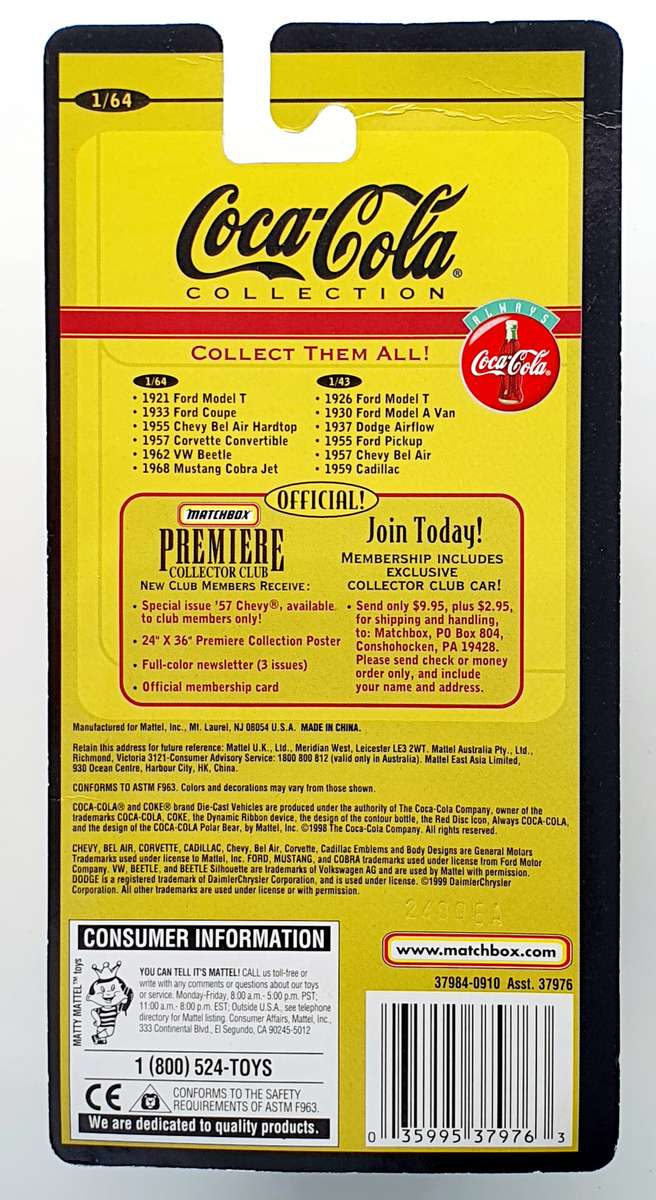 1/64
Coca-Cola®
COLLECTION
ALWAYS
Coca-Cola®
COLLECT THEM ALL!
1/64
• 1921 Ford Model T
• 1933 Ford Coupe
• 1955 Chevy Bel Air Hardtop
• 1957 Corvette Convertible
• 1962 VW Beetle
• 1968 Mustang Cobra Jet
1/43
• 1926 Ford Model T
• 1930 Ford Model A Van
• 1937 Dodge Airflow
• 1955 Ford Pickup
• 1957 Chevy Bel Air
• 1959 Cadillac
OFFICIAL!
MATCHBOX
PREMIERE
COLLECTOR CLUB
NEW CLUB MEMBERS RECEIVE:
• Special issue '57 Chevy®, available
to club members only!
• 24" X 36" Premiere Collection Poster
• Full-color newsletter (3 issues)
• Official membership card
Join Today!
MEMBERSHIP INCLUDES
EXCLUSIVE
COLLECTOR CLUB CAR!
• Send only $9.95, plus $2.95,
for shipping and handling,
to: Matchbox, PO Box 804,
Conshohocken, PA 19428.
Please send check or money
order only, and include
your name and address.
Manufactured for Mattel, Inc., Mt. Laurel, NJ 08054 U.S.A. MADE IN CHINA.
Retain this address for future reference: Mattel U.K., Ltd., Meridian West, Leicester LE3 2WT. Mattel Australia Pty., Ltd.,
Richmond, Victoria 3121-Consumer Advisory Service: 1800 800 812 (valid only in Australia). Mattel East Asia Limited,
930 Ocean Centre, Harbour City, HK, China.
CONFORMS TO ASTM F963. Colors and decorations may vary from those shown.
COCA-COLA® and COKE® brand Die-Cast Vehicles are produced under the authority of The Coca-Cola Company, owner of the
trademarks COCA-COLA, COKE, the Dynamic Ribbon device, the design of the contour bottle, the Red Disc Icon, Always COCA-COLA,
and the design of the COCA-COLA Polar Bear, by Mattel, Inc. ©1998 The Coca-Cola Company. All rights reserved.
CHEVY, BEL AIR, CORVETTE, CADILLAC, Chevy, Bel Air, Corvette, Cadillac Emblems and Body Designs are General Motors
Trademarks used under license to Mattel, Inc. FORD, MUSTANG, and COBRA trademarks used under license from Ford Motor
Company. VW, BEETLE, and BEETLE Silhouette are trademarks of Volkswagen AG and are used by Mattel with permission.
DODGE is a registered trademark of DaimlerChrysler Corporation, and is used under license. ©1999 DaimlerChrysler
Corporation. All other trademarks are used under license or with permission.
CONSUMER INFORMATION
MATTY MATTEL™ toys
YOU CAN TELL IT'S MATTEL! CALL us toll-free or
write with any comments or questions about our toys
or service. Monday-Friday, 8:00 a.m.- 5:00 p.m. PST;
11:00 a.m.- 8:00 p.m. EST; Outside U.S.A., see telephone
directory for Mattel listing. Consumer Affairs, Mattel, Inc.,
333 Continental Blvd., El Segundo, CA 90245-5012
1 (800) 524-TOYS
CE
CONFORMS TO THE SAFETY
REQUIREMENTS OF ASTM F963.
We are dedicated to quality products.
www.matchbox.com
37984-0910 Asst. 37976
0 35995 37976 3